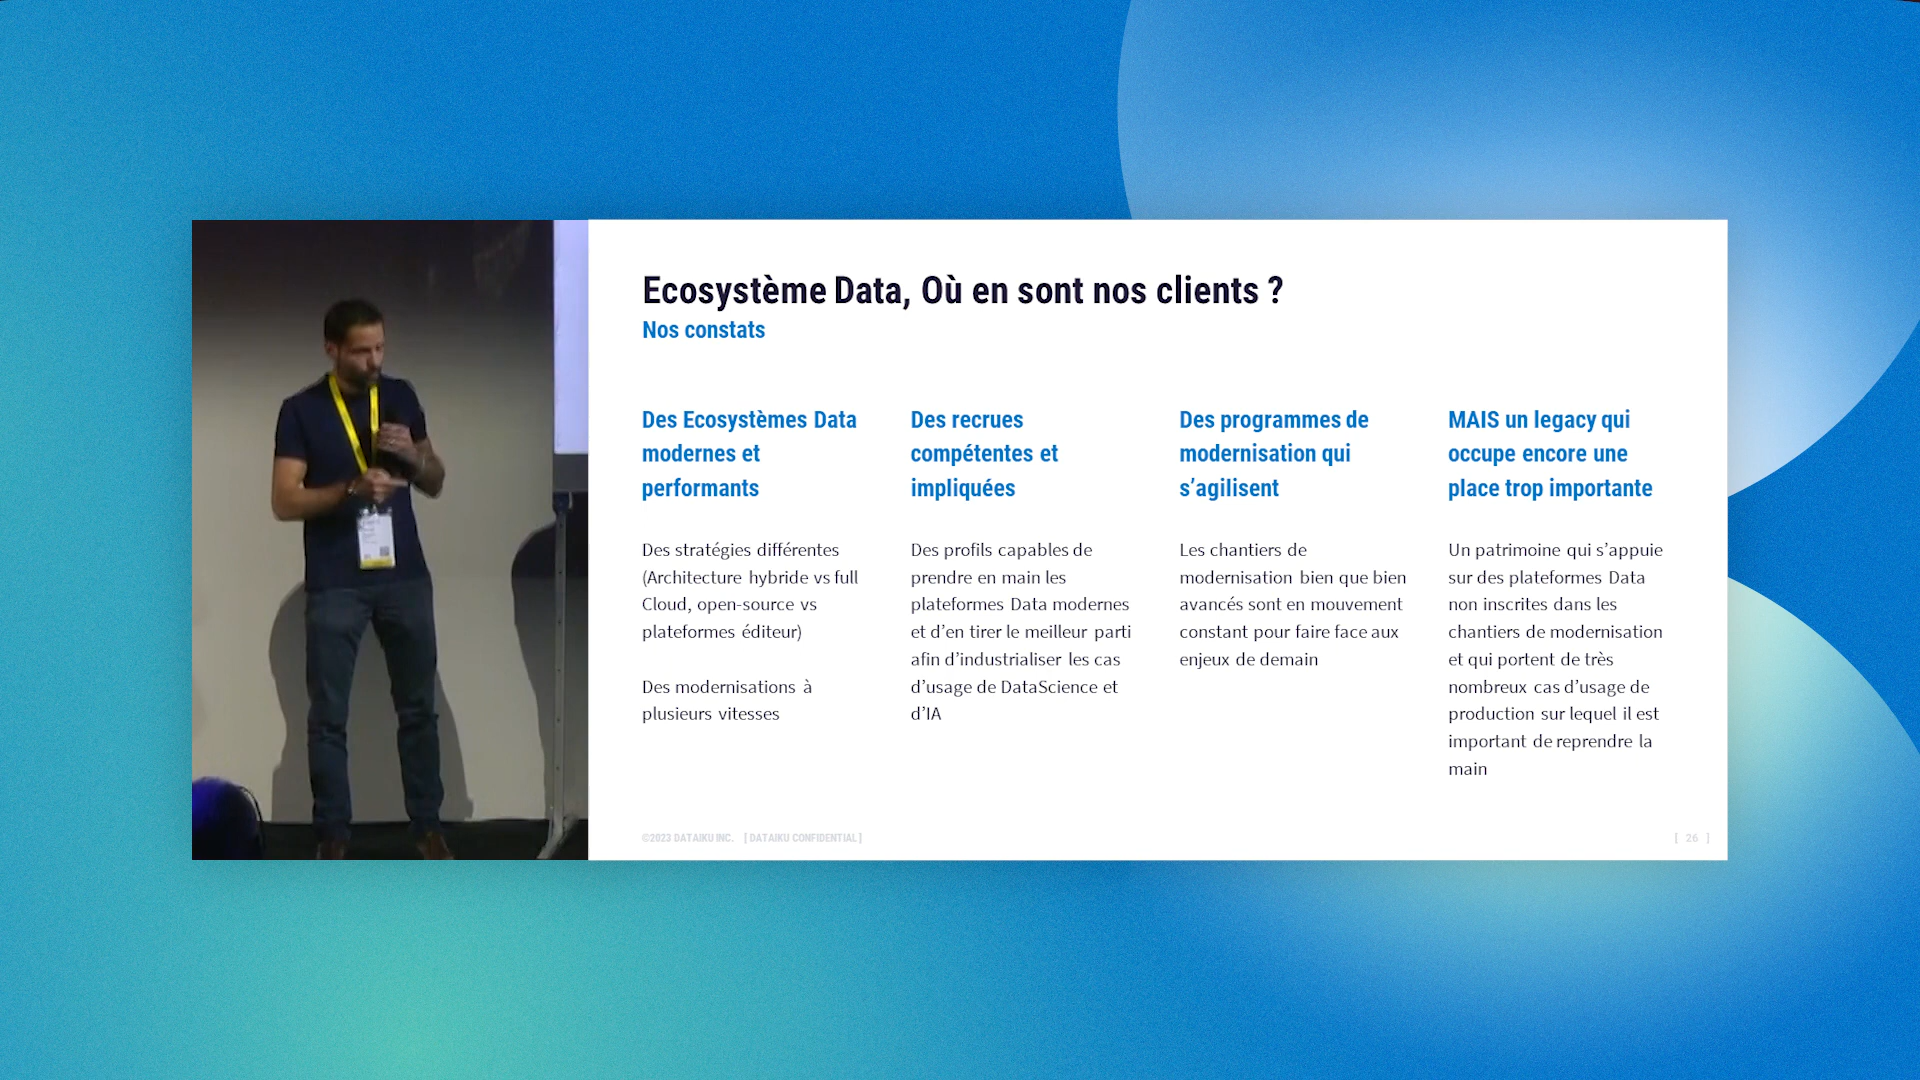 Ecosystème Data, Où en sont nos clients ?
Nos constats
Des Ecosystèmes Data
modernes et
performants
Des stratégies différentes
(Architecture hybride vs full
Cloud, open-source vs
plateformes éditeur)
Des modernisations à
plusieurs vitesses
Des recrues
compétentes et
impliquées
Des profils capables de
prendre en main les
plateformes Data modernes
et d’en tirer le meilleur parti
afin d’industrialiser les cas
d’usage de DataScience et
d’IA
Des programmes de
modernisation qui
s’agilisent
Les chantiers de
modernisation bien que bien
avancés sont en mouvement
constant pour faire face aux
enjeux de demain
MAIS un legacy qui
occupe encore une
place trop importante
Un patrimoine qui s’appuie
sur des plateformes Data
non inscrites dans les
chantiers de modernisation
et qui portent de très
nombreux cas d’usage de
production sur lequel il est
important de reprendre la
main
©2023 DATAIKU INC. [ DATAIKU CONFIDENTIAL ]
[ 26 ]